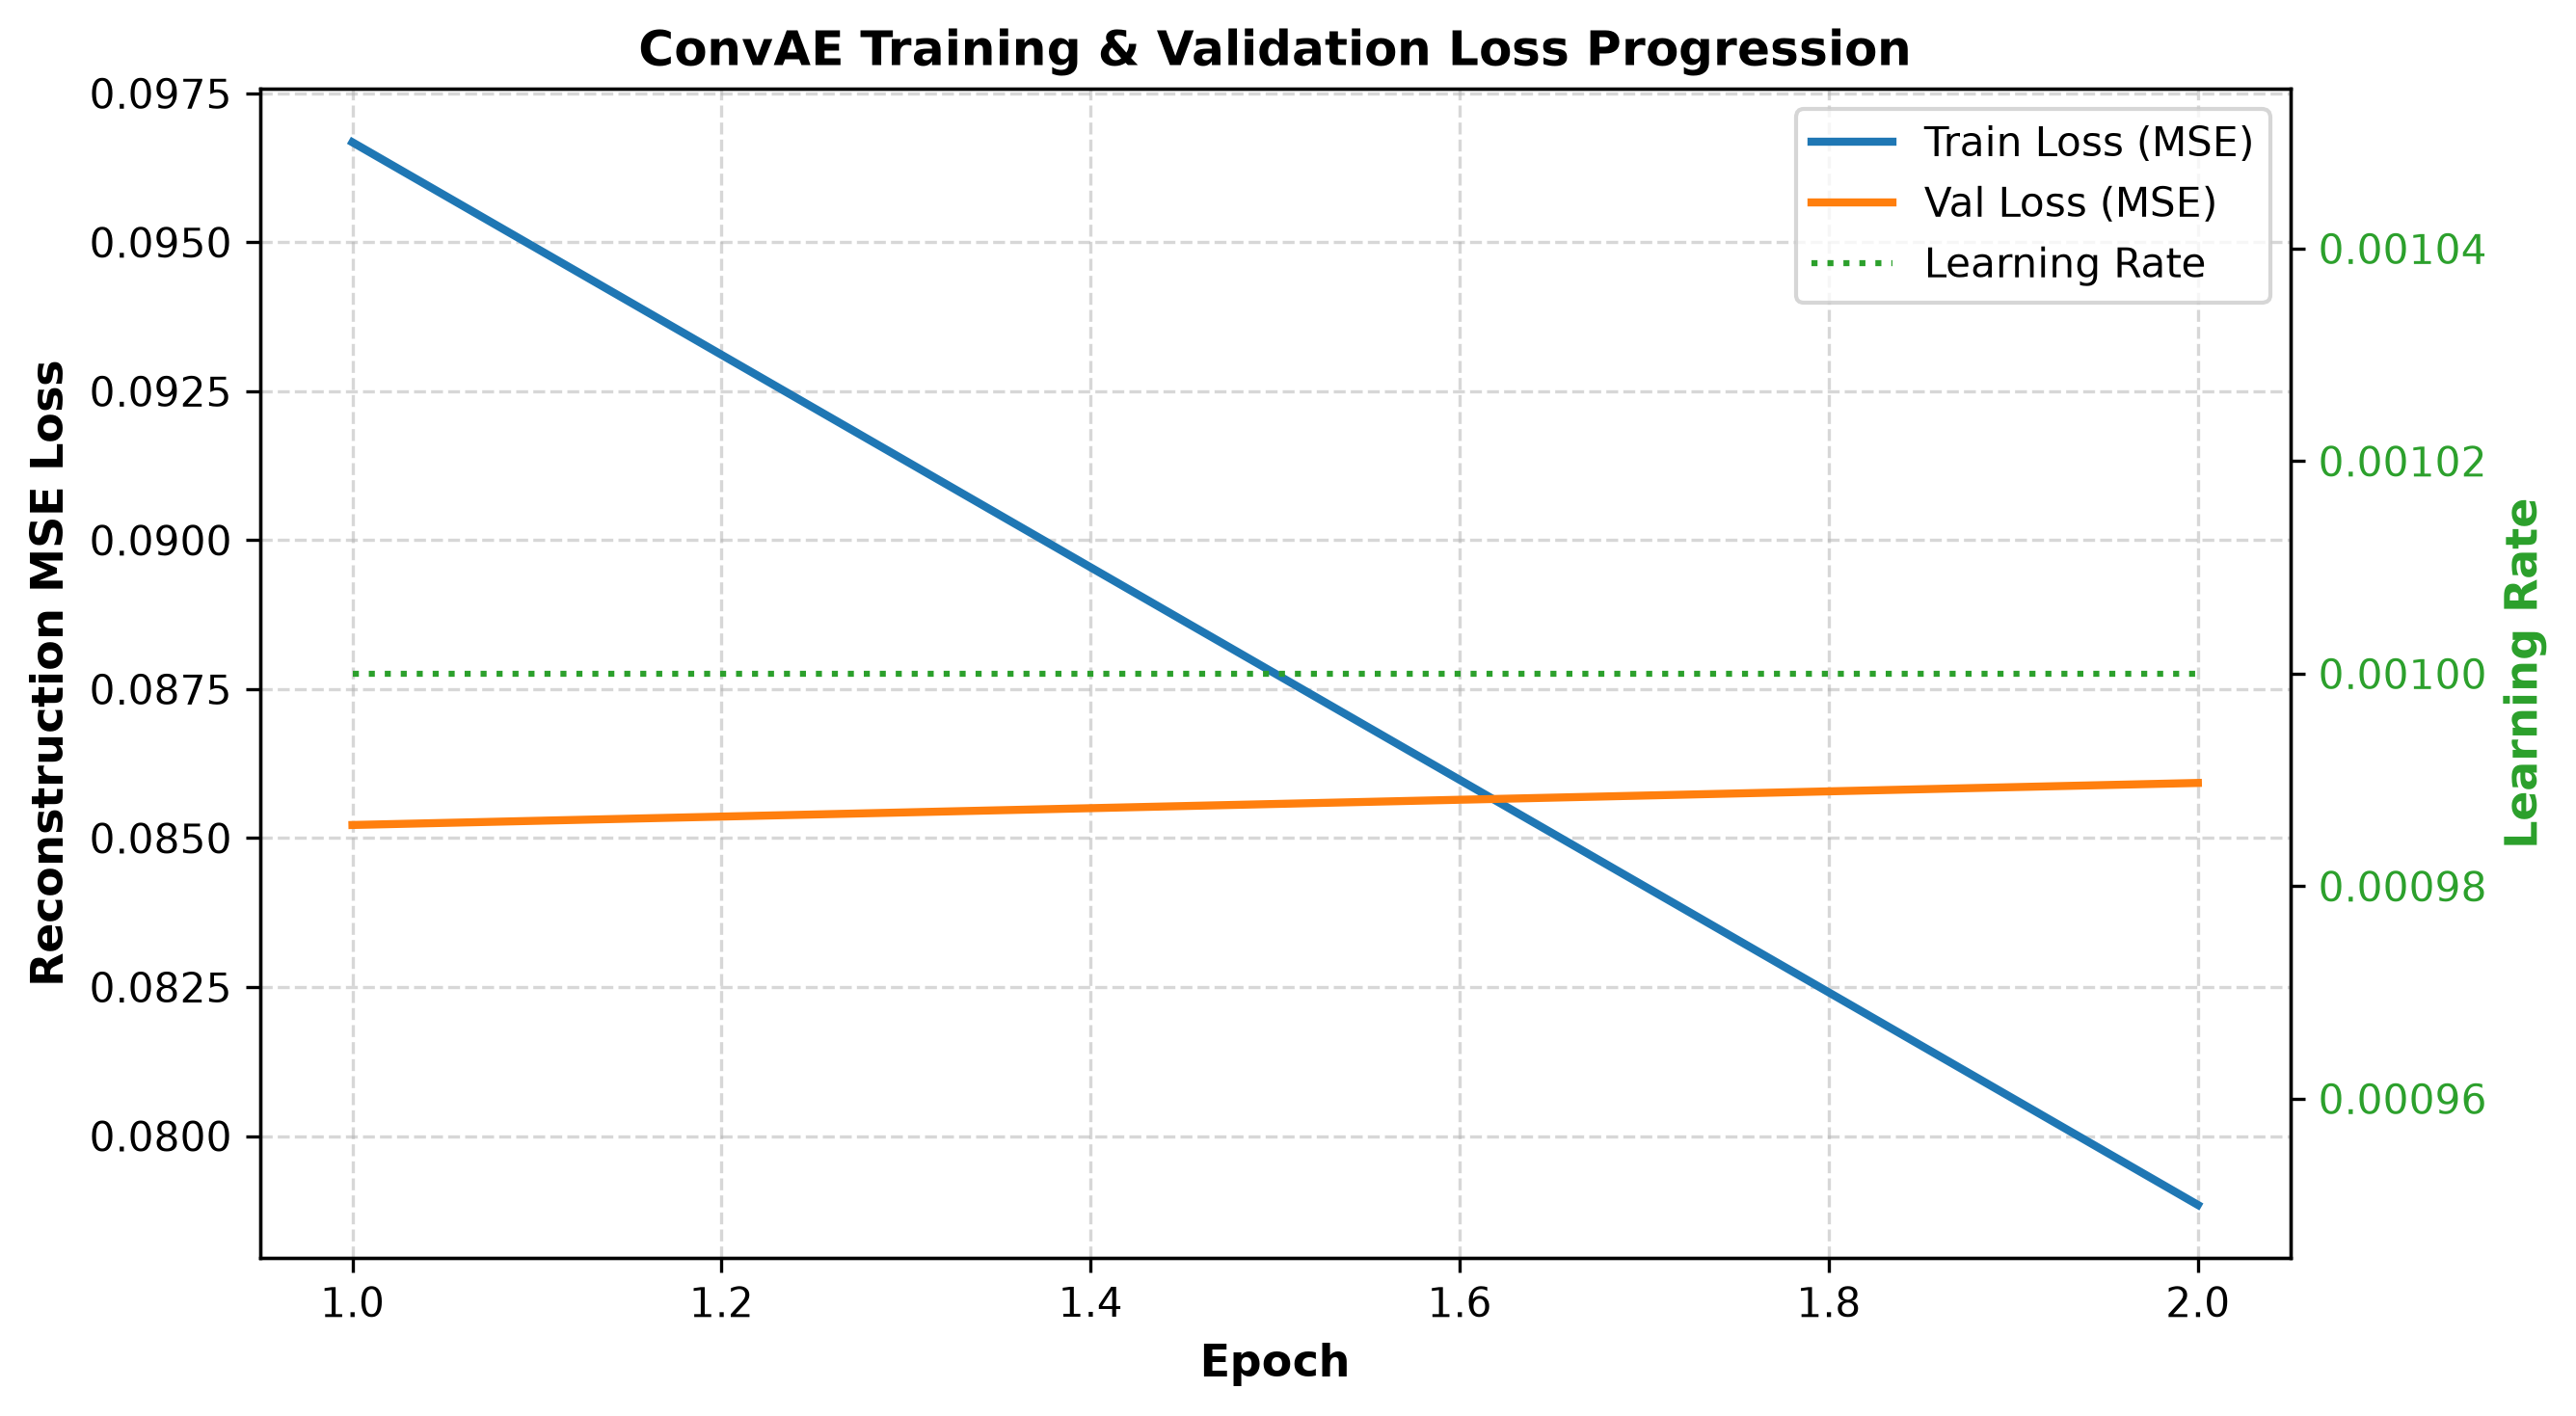 ConvAE Training & Validation Loss Progression
Train Loss (MSE)
Val Loss (MSE)
Learning Rate
Reconstruction MSE Loss
0.0975
0.0950
0.0925
0.0900
0.0875
0.0850
0.0825
0.0800
0.00104
0.00102
0.00100
0.00098
0.00096
Learning Rate
1.0 1.2 1.4 1.6 1.8 2.0
Epoch